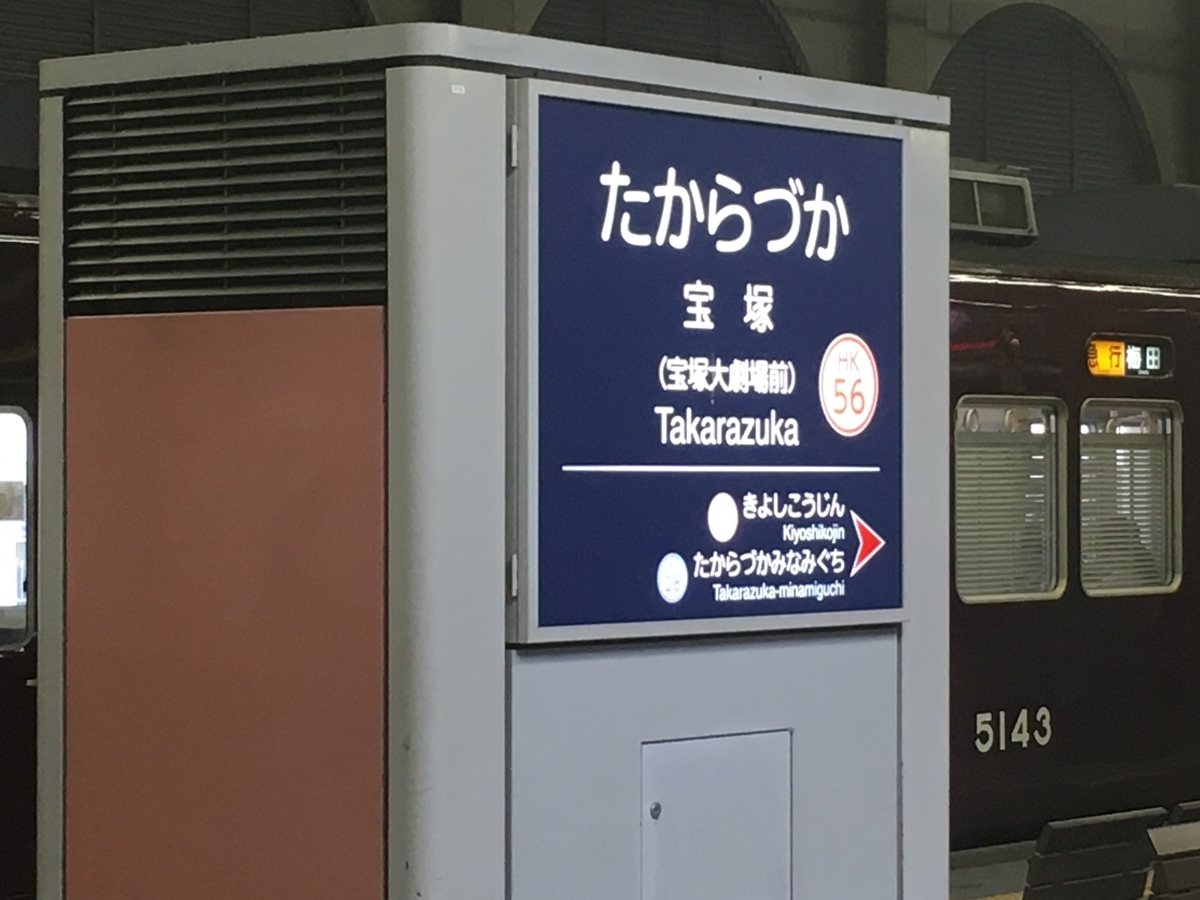 たからづか
宝塚
(宝塚大劇場前)
HK
56
Takarazuka
きよしこうじん
Kiyoshikojin
たからづかみなみぐち
Takarazuka-minamiguchi
急行 梅田
5143